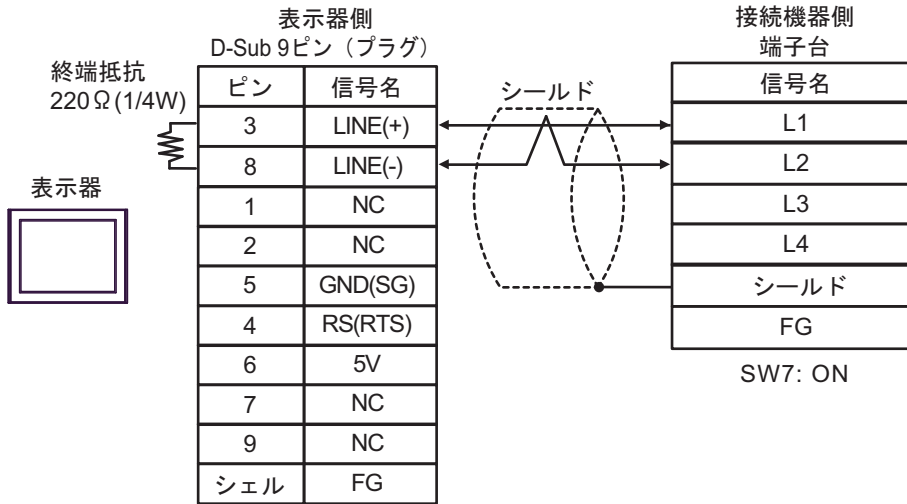 表示器側
D-Sub 9ピン（プラグ）
接続機器側
端子台
終端抵抗
220Ω(1/4W)
表示器
ピン 信号名
3 LINE(+)
8 LINE(-)
1 NC
2 NC
5 GND(SG)
4 RS(RTS)
6 5V
7 NC
9 NC
シェル FG
シールド
信号名
L1
L2
L3
L4
シールド
FG
SW7: ON